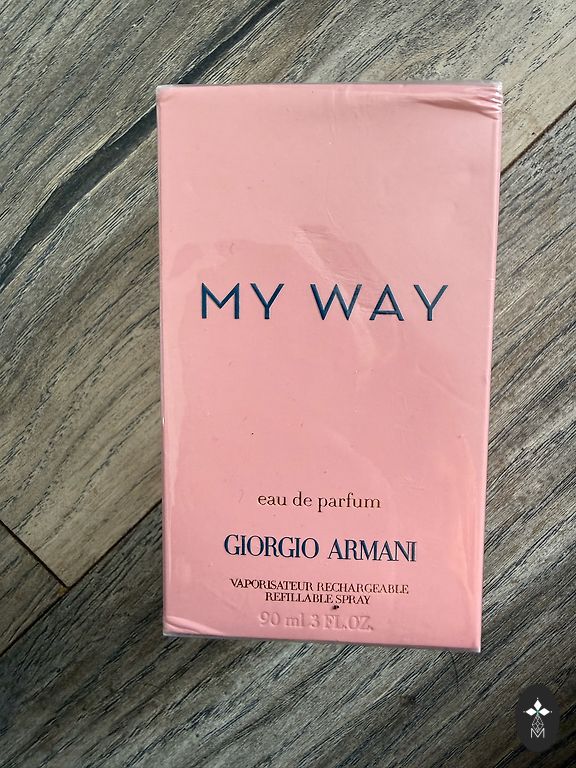 MY WAY
eau de parfum
GIORGIO ARMANI
VAPORISATEUR RECHARGEABLE
REFILLABLE SPRAY
90 ml 3 FL.OZ.
M